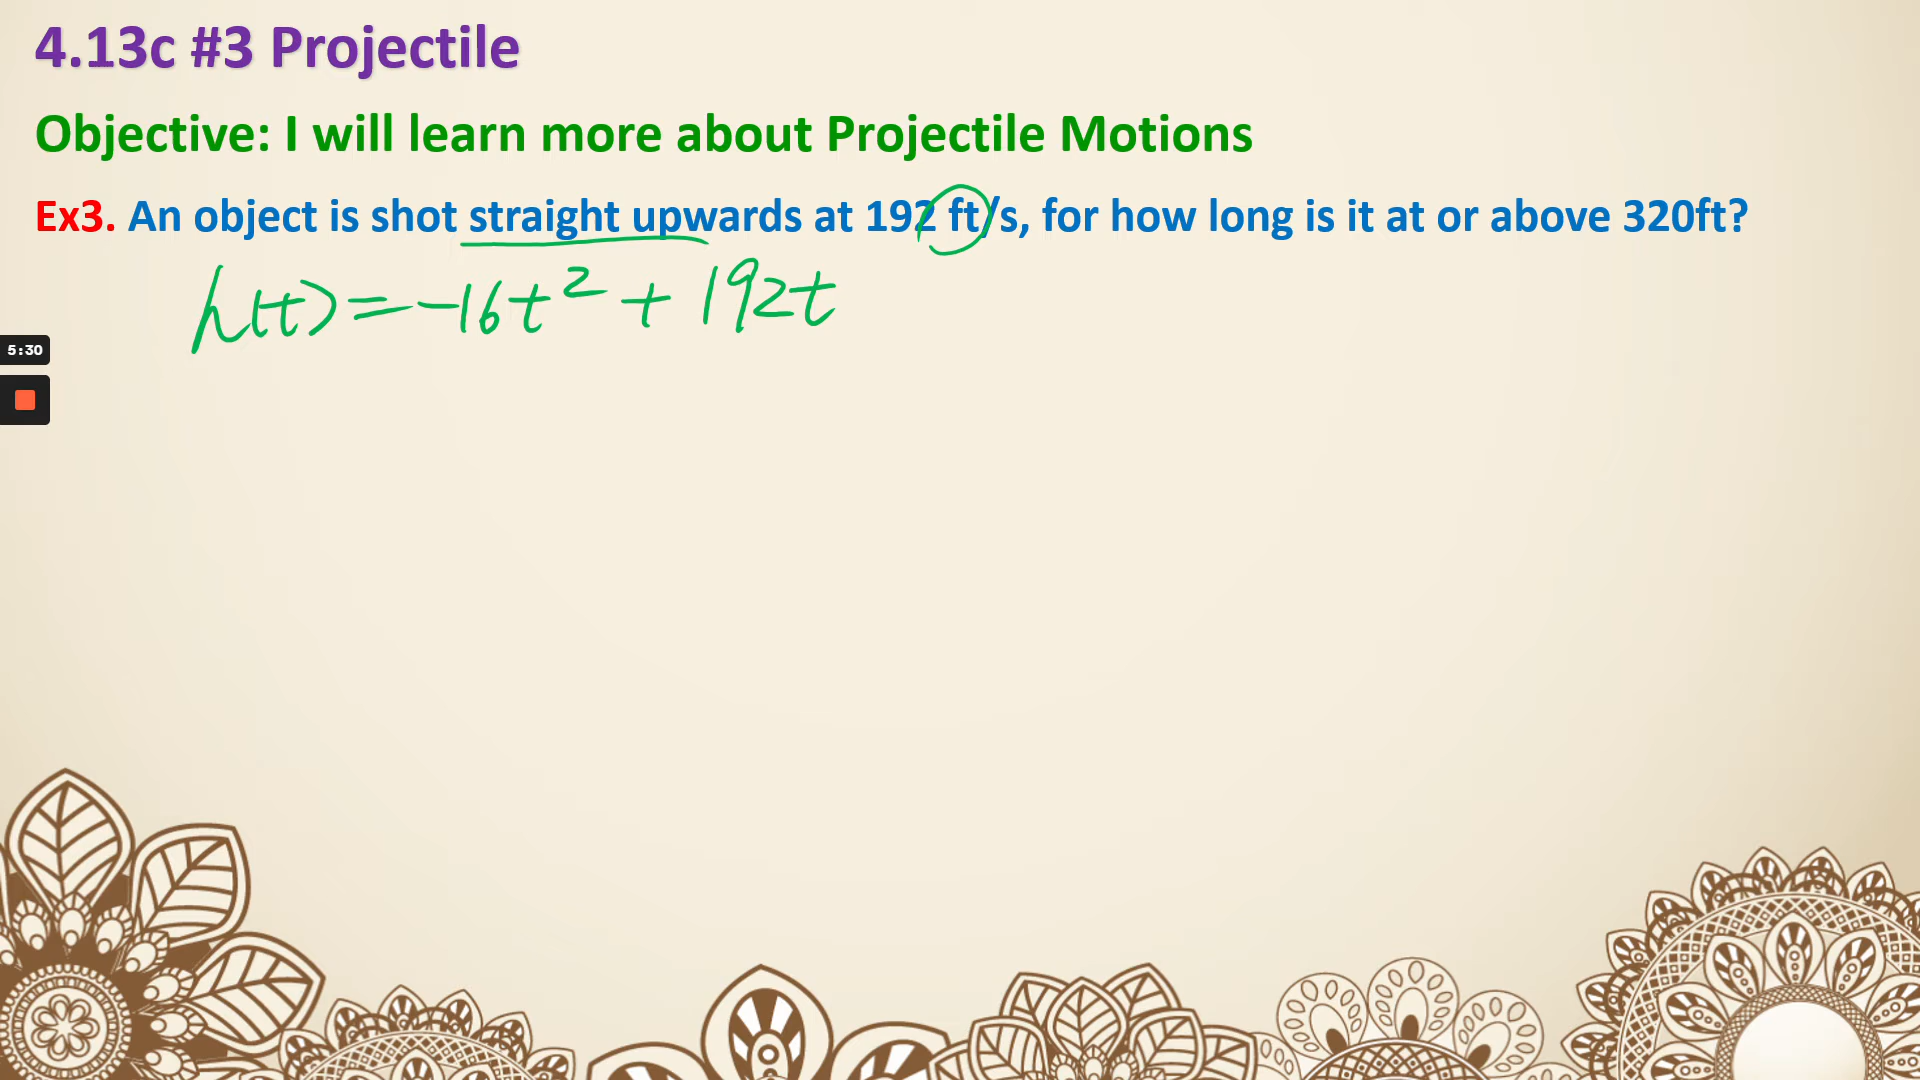 4.13c #3 Projectile
Objective: I will learn more about Projectile Motions
Ex3. An object is shot straight upwards at 192 ft/s, for how long is it at or above 320ft?
h(t) = -16t² + 192t
5:30